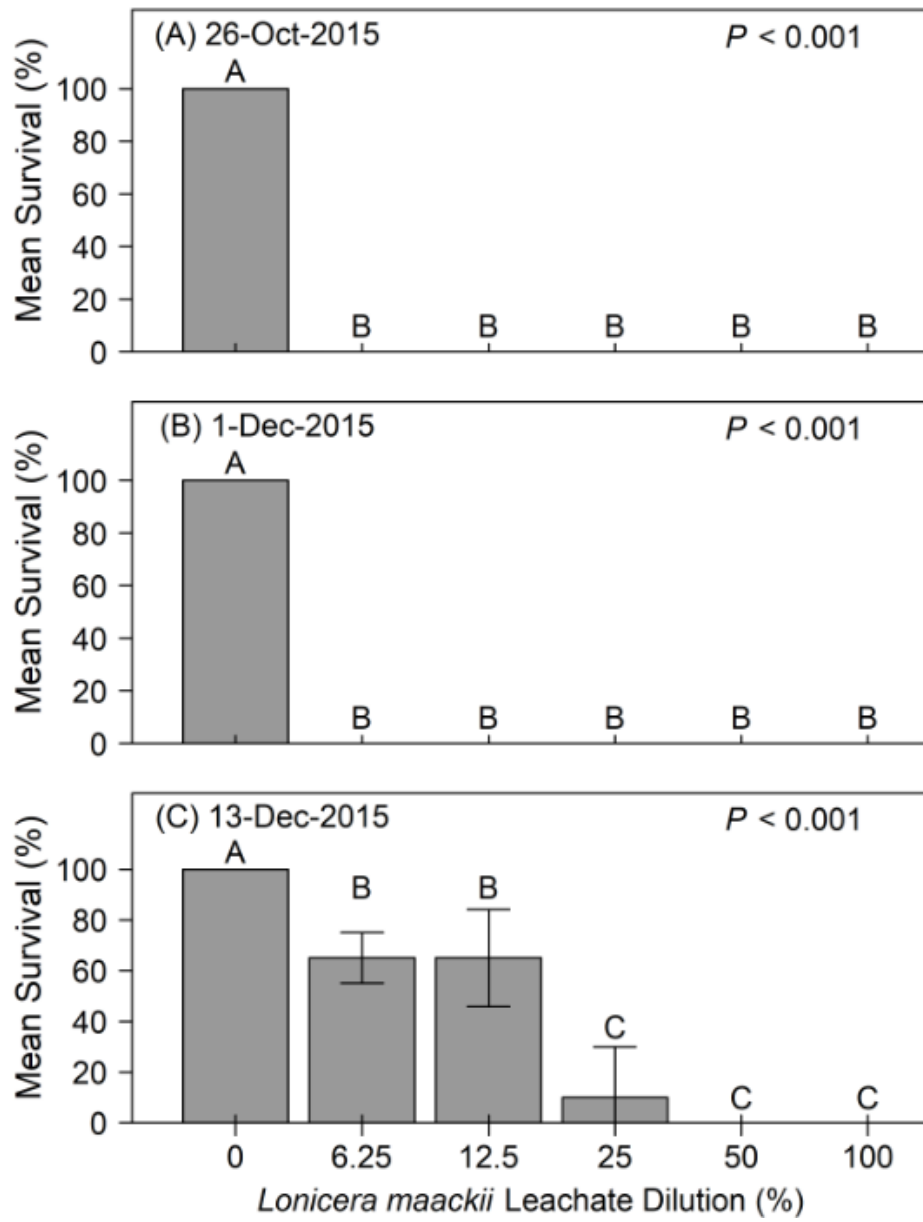 (A) 26-Oct-2015 P < 0.001
Mean Survival (%)
100
80
60
40
20
0
A B B B B B
(B) 1-Dec-2015 P < 0.001
Mean Survival (%)
100
80
60
40
20
0
A B B B B B
(C) 13-Dec-2015 P < 0.001
Mean Survival (%)
100
80
60
40
20
0
A B B C C C
0 6.25 12.5 25 50 100
Lonicera maackii Leachate Dilution (%)